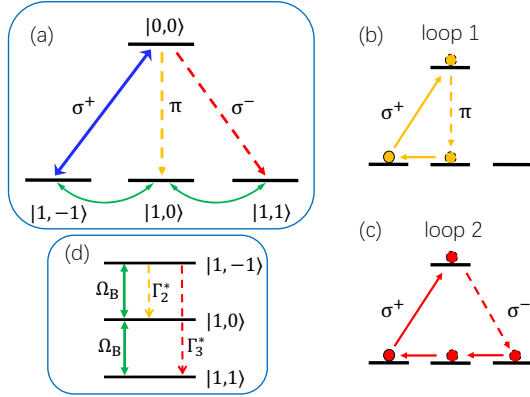 (a)
|0,0⟩
σ⁺
π
σ⁻
|1,−1⟩
|1,0⟩
|1,1⟩
(b)
loop 1
σ⁺
π
(c)
loop 2
σ⁺
σ⁻
(d)
|1,−1⟩
Ω_B
Γ₂*
|1,0⟩
Ω_B
Γ₃*
|1,1⟩